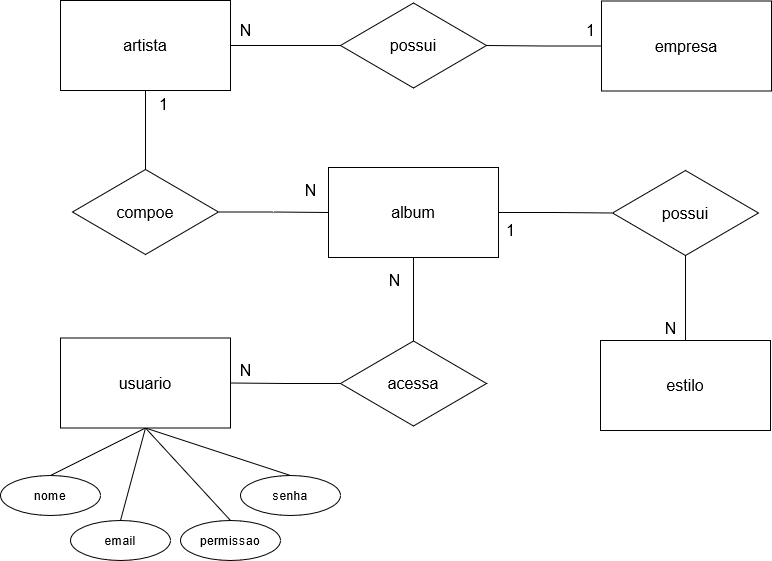 artista
N
possui
1
empresa
1
compoe
N
album
1
possui
N
N
estilo
usuario
N
acessa
nome
senha
email
permissao